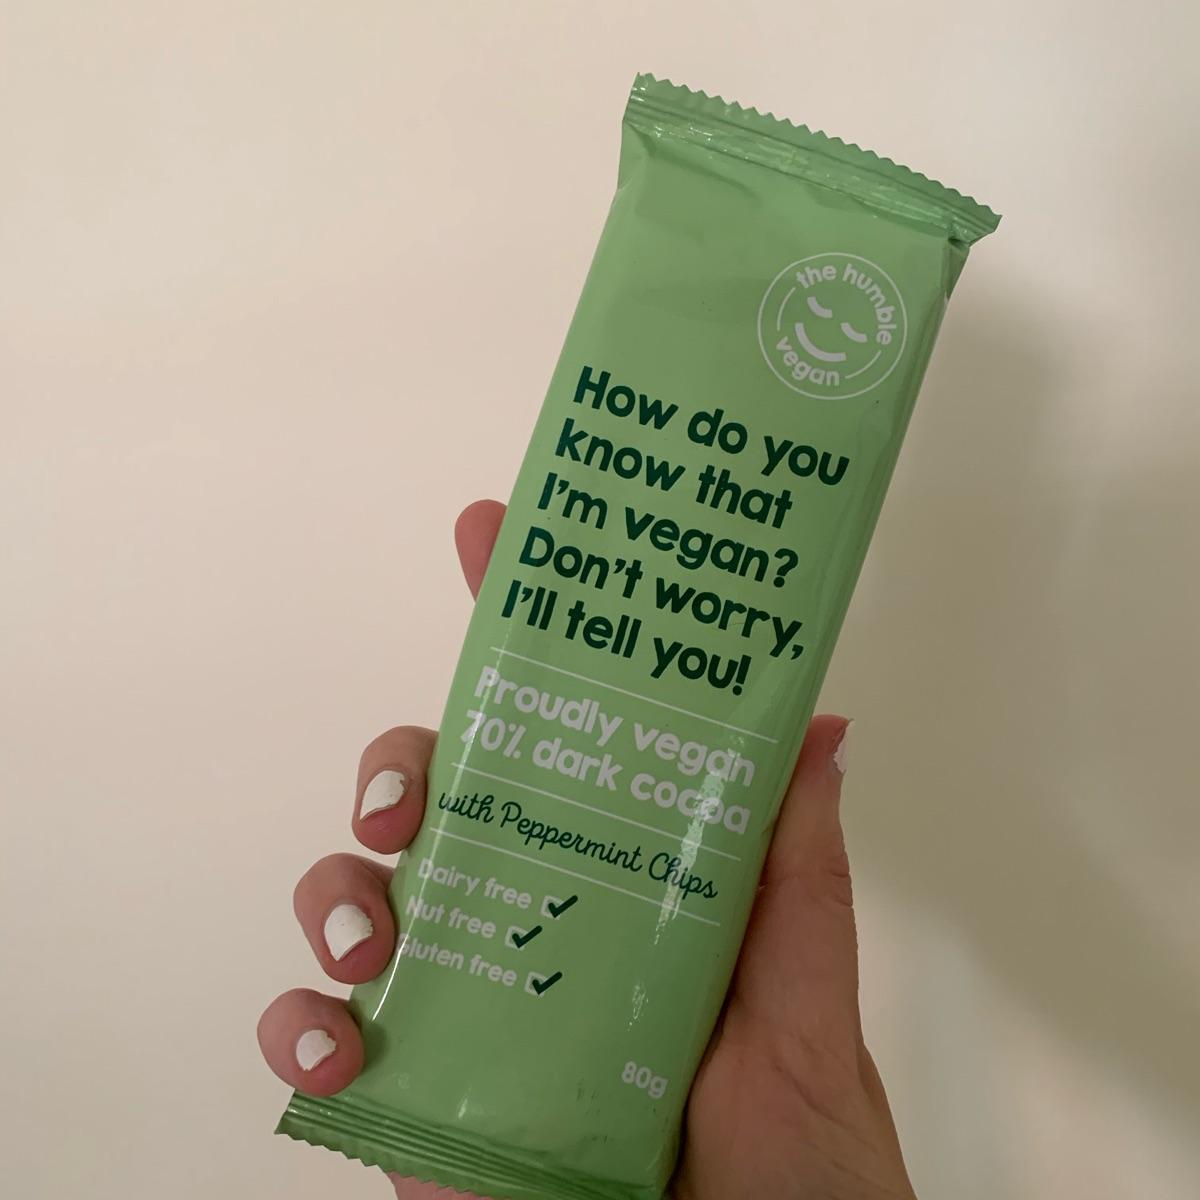 the humble
vegan
How do you
know that
I'm vegan?
Don't worry,
I'll tell you!
Proudly vegan
70% dark cocoa
with Peppermint Chips
Dairy free
Nut free
Gluten free
80g